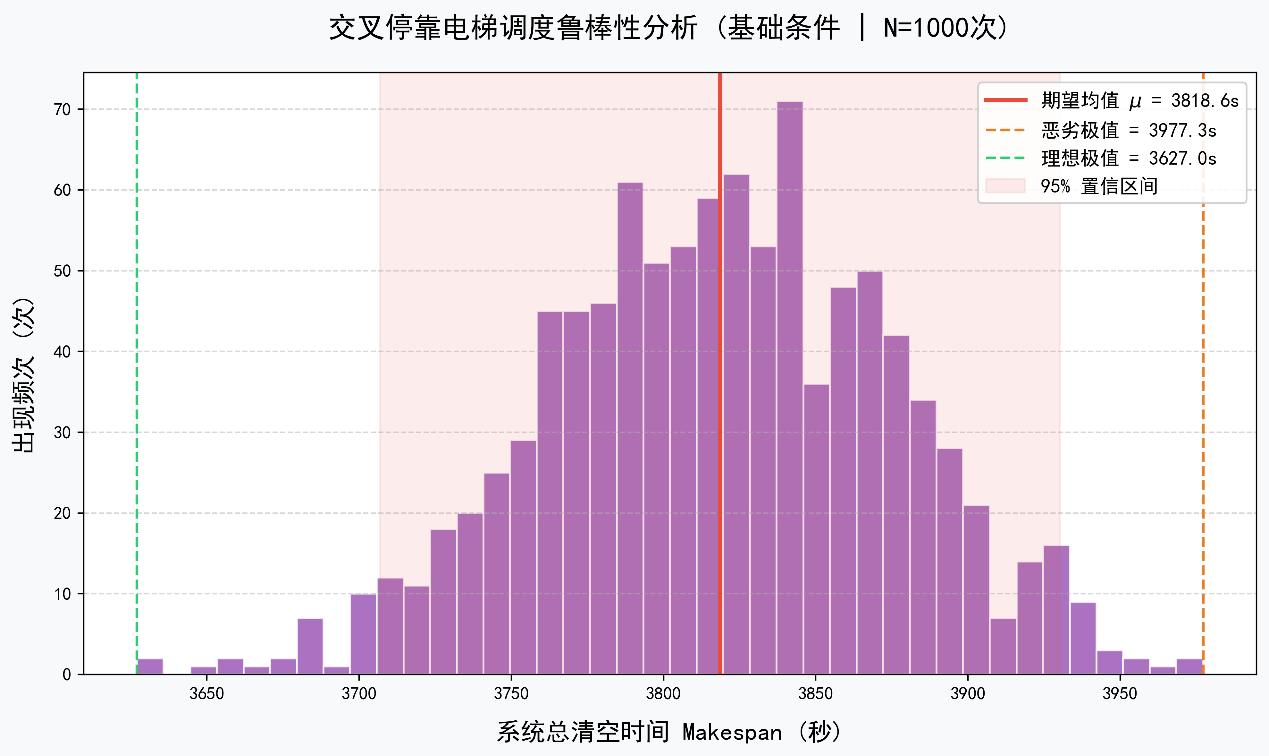 交叉停靠电梯调度鲁棒性分析 (基础条件 | N=1000次)
期望均值 μ = 3818.6s
恶劣极值 = 3977.3s
理想极值 = 3627.0s
95% 置信区间
出现频次 (次)
70
60
50
40
30
20
10
0
3650 3700 3750 3800 3850 3900 3950
系统总清空时间 Makespan (秒)